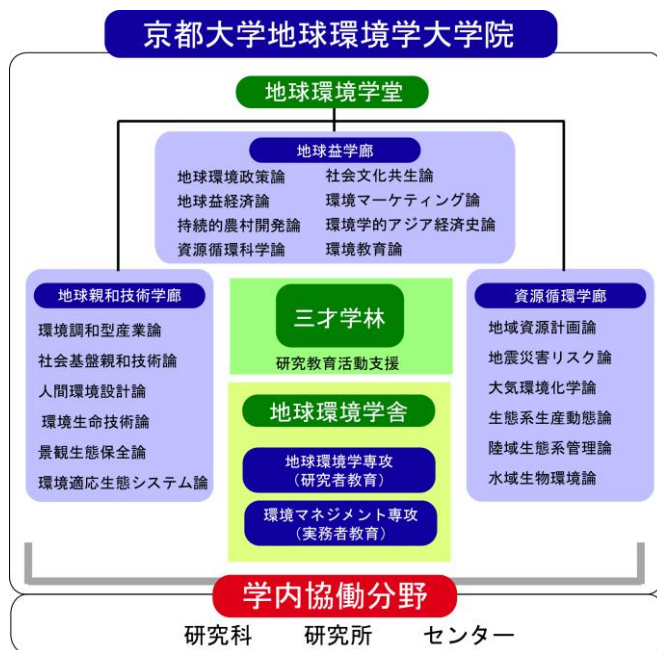 京都大学地球環境学大学院
地球環境学堂
地球益学廊
地球環境政策論
地球益経済論
持続的農村開発論
資源循環科学論
社会文化共生論
環境マーケティング論
環境学的アジア経済史論
環境教育論
地球親和技術学廊
環境調和型産業論
社会基盤親和技術論
人間環境設計論
環境生命技術論
景観生態保全論
環境適応生態システム論
三才学林
研究教育活動支援
地球環境学舎
地球環境学専攻
(研究者教育)
環境マネジメント専攻
(実務者教育)
資源循環学廊
地域資源計画論
地震災害リスク論
大気環境化学論
生態系生産動態論
陸域生態系管理論
水域生物環境論
学内協働分野
研究科 研究所 センター